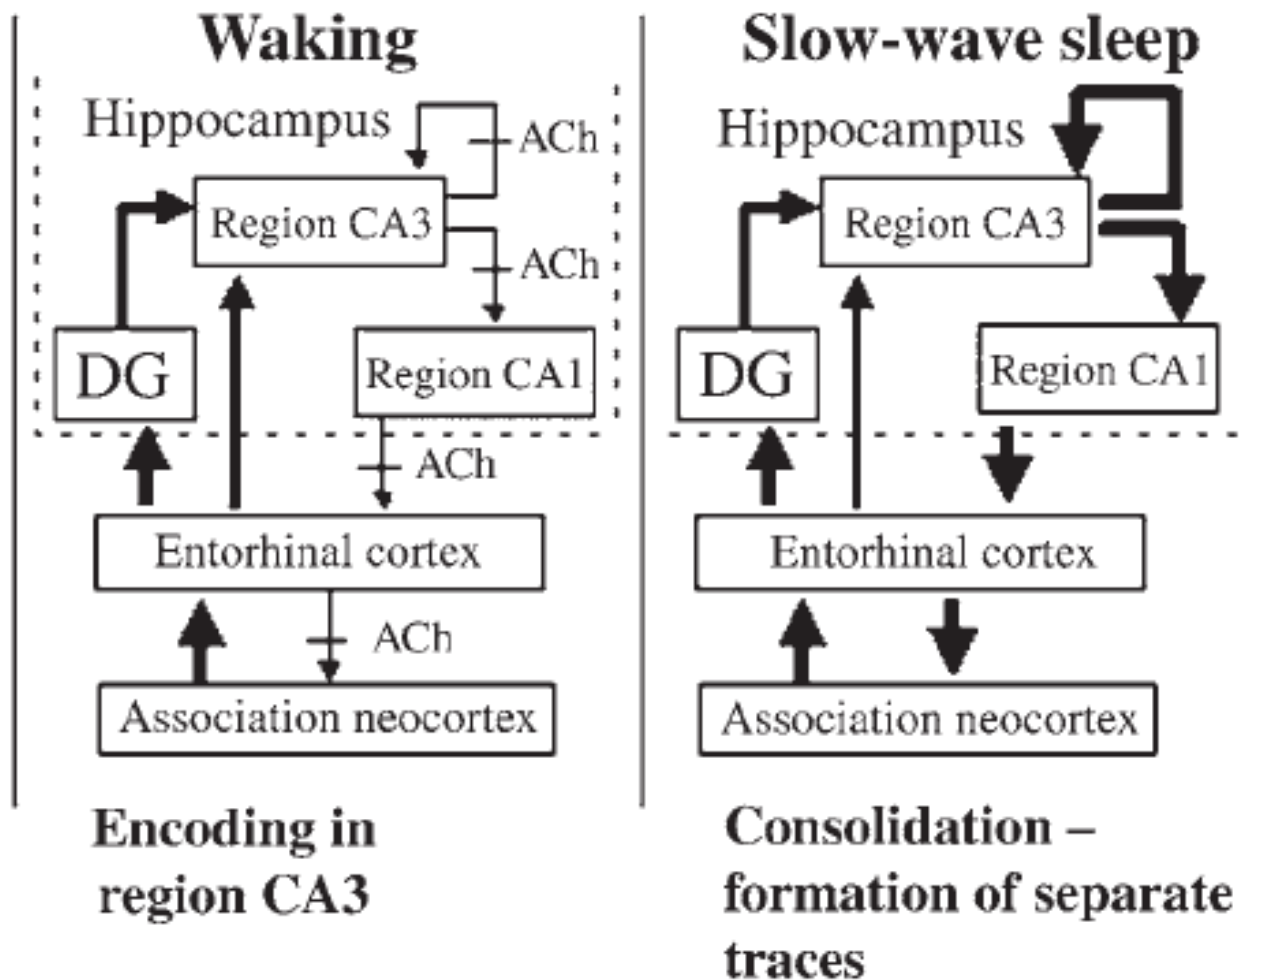 Waking
Hippocampus
ACh
Region CA3
ACh
DG
Region CA1
ACh
Entorhinal cortex
ACh
Association neocortex
Encoding in
region CA3
Slow-wave sleep
Hippocampus
Region CA3
DG
Region CA1
Entorhinal cortex
Association neocortex
Consolidation –
formation of separate
traces